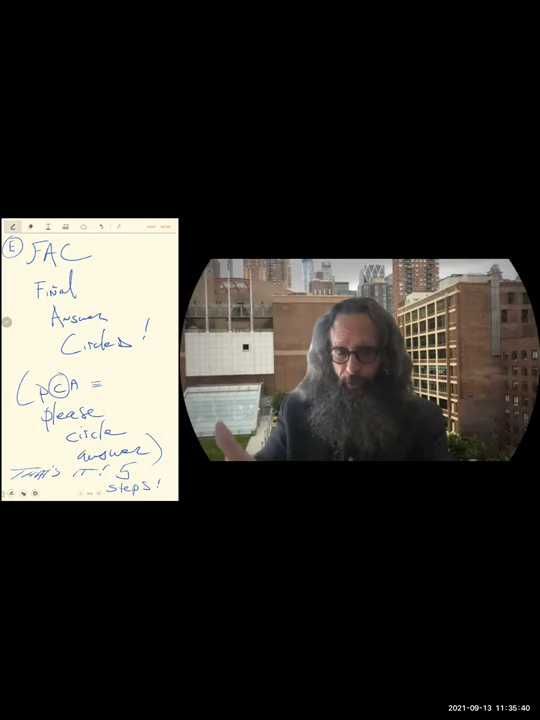 Ⓔ FAC
Final
Answer
Circled!
(pⒸA ≡
please
circle
answer)
THAT'S IT! 5
steps!
2021-09-13 11:35:40